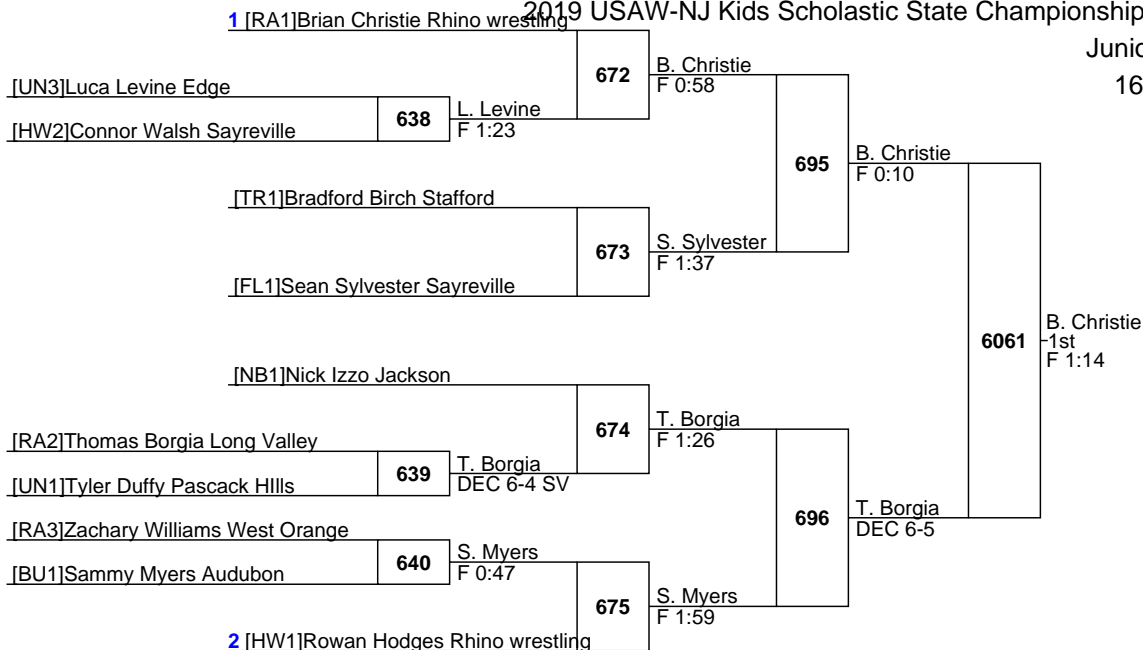 2019 USAW-NJ Kids Scholastic State Championship
Junio
16
1 [RA1]Brian Christie Rhino wrestling
672
B. Christie
F 0:58
[UN3]Luca Levine Edge
638
L. Levine
F 1:23
[HW2]Connor Walsh Sayreville
695
B. Christie
F 0:10
[TR1]Bradford Birch Stafford
673
S. Sylvester
F 1:37
[FL1]Sean Sylvester Sayreville
6061
B. Christie
1st
F 1:14
[NB1]Nick Izzo Jackson
674
T. Borgia
F 1:26
[RA2]Thomas Borgia Long Valley
639
T. Borgia
DEC 6-4 SV
[UN1]Tyler Duffy Pascack HIlls
696
T. Borgia
DEC 6-5
[RA3]Zachary Williams West Orange
640
S. Myers
F 0:47
[BU1]Sammy Myers Audubon
675
S. Myers
F 1:59
2 [HW1]Rowan Hodges Rhino wrestling